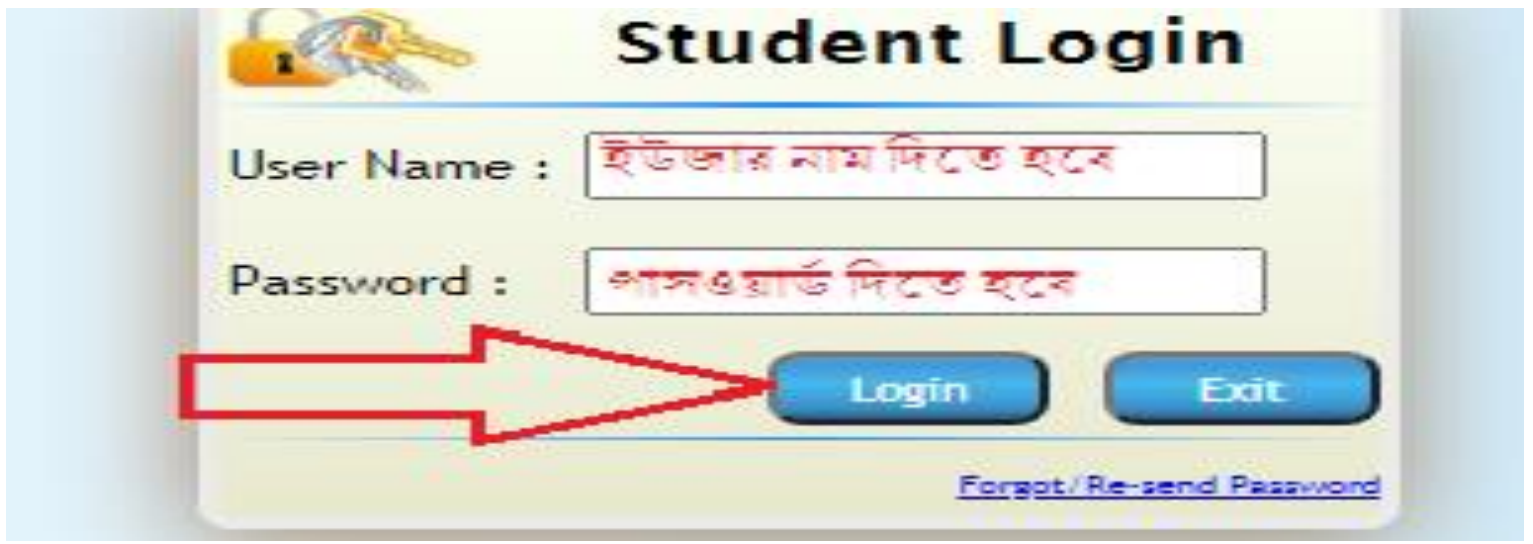 Student Login
User Name : ইউজার নাম দিতে হবে
Password : পাসওয়ার্ড দিতে হবে
Login Exit
Forgot/Re-send Password